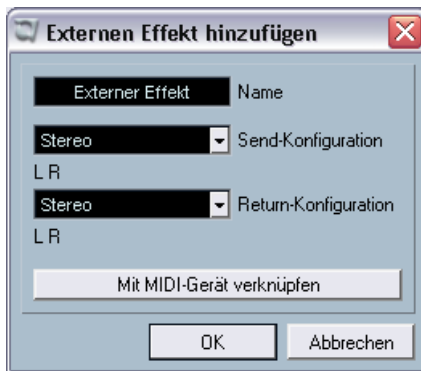 Externen Effekt hinzufügen
Externer Effekt Name
Stereo Send-Konfiguration
L R
Stereo Return-Konfiguration
L R
Mit MIDI-Gerät verknüpfen
OK Abbrechen